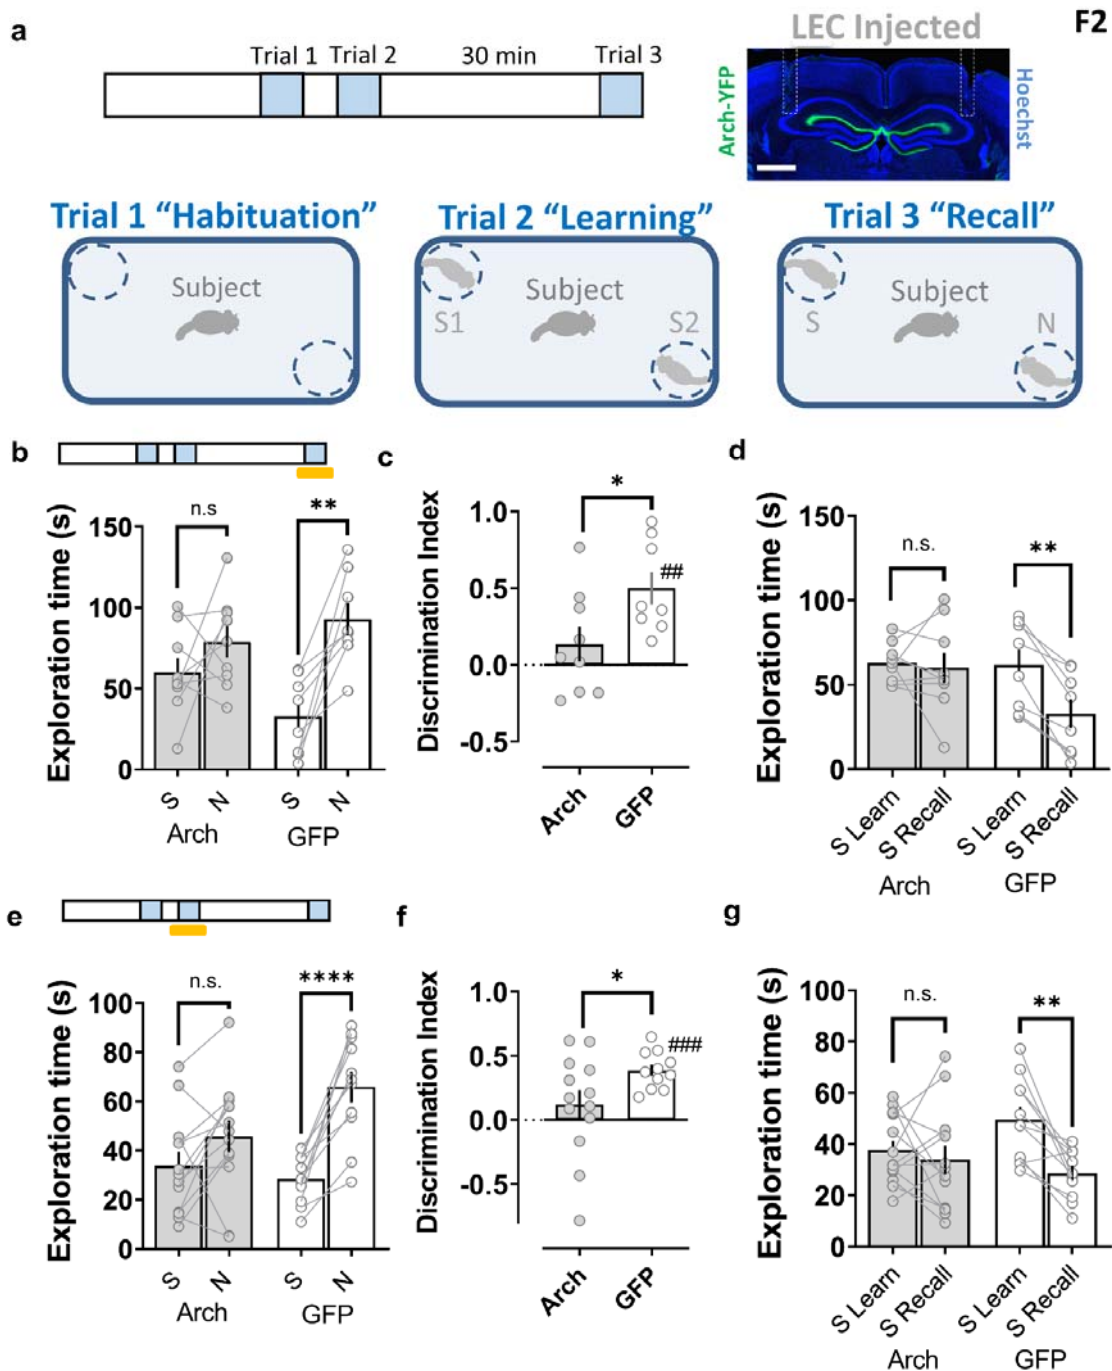 a
F2
LEC Injected
Trial 1 Trial 2 30 min Trial 3
Arch-YFP
Hoechst
Trial 1 “Habituation”
Trial 2 “Learning”
Trial 3 “Recall”
Subject
Subject
S1
S2
Subject
S
N
b
Exploration time (s)
150
100
50
0
n.s
**
S N S N
Arch GFP
c
Discrimination Index
1.0
0.5
0.0
-0.5
*
##
Arch GFP
d
Exploration time (s)
150
100
50
0
n.s.
**
S Learn S Recall S Learn S Recall
Arch GFP
e
Exploration time (s)
100
80
60
40
20
0
n.s.
****
S N S N
Arch GFP
f
Discrimination Index
1.0
0.5
0.0
-0.5
*
###
Arch GFP
g
Exploration time (s)
100
80
60
40
20
0
n.s.
**
S Learn S Recall S Learn S Recall
Arch GFP